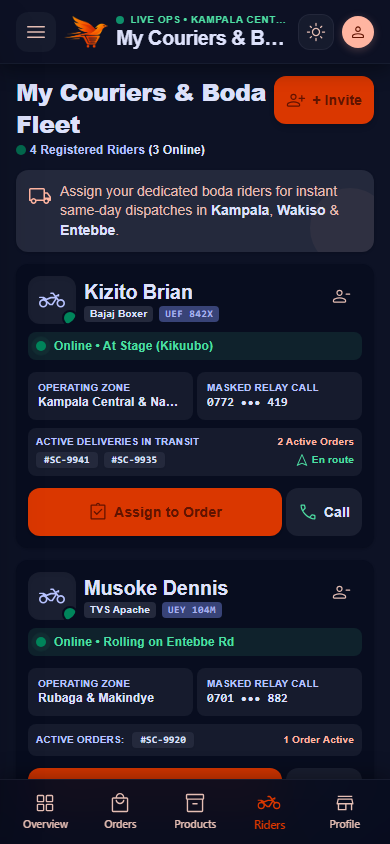 LIVE OPS • KAMPALA CENT...
My Couriers & B...
My Couriers & Boda
Fleet
+ Invite
4 Registered Riders (3 Online)
Assign your dedicated boda riders for instant
same-day dispatches in Kampala, Wakiso &
Entebbe.
Kizito Brian
Bajaj Boxer UEF 842X
Online • At Stage (Kikuubo)
OPERATING ZONE
Kampala Central & Na...
MASKED RELAY CALL
0772 ••• 419
ACTIVE DELIVERIES IN TRANSIT
2 Active Orders
#SC-9941 #SC-9935
En route
Assign to Order
Call
Musoke Dennis
TVS Apache UEY 104M
Online • Rolling on Entebbe Rd
OPERATING ZONE
Rubaga & Makindye
MASKED RELAY CALL
0701 ••• 882
ACTIVE ORDERS: #SC-9920
1 Order Active
Overview
Orders
Products
Riders
Profile